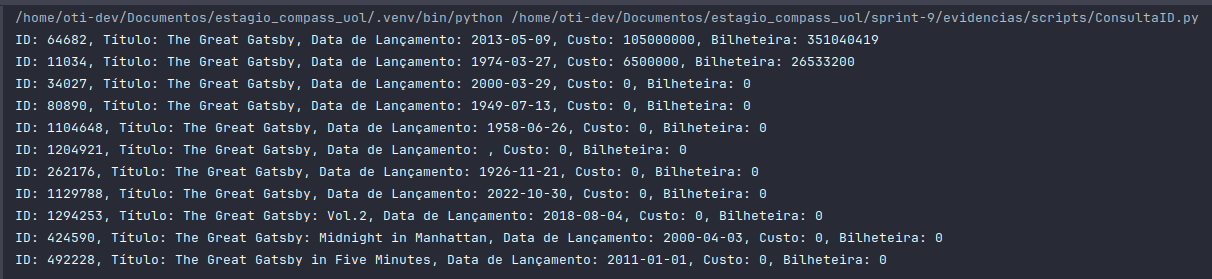 /home/oti-dev/Documentos/estagio_compass_uol/.venv/bin/python /home/oti-dev/Documentos/estagio_compass_uol/sprint-9/evidencias/scripts/ConsultaID.py
ID: 64682, Título: The Great Gatsby, Data de Lançamento: 2013-05-09, Custo: 105000000, Bilheteira: 351040419
ID: 11034, Título: The Great Gatsby, Data de Lançamento: 1974-03-27, Custo: 6500000, Bilheteira: 26533200
ID: 34027, Título: The Great Gatsby, Data de Lançamento: 2000-03-29, Custo: 0, Bilheteira: 0
ID: 80890, Título: The Great Gatsby, Data de Lançamento: 1949-07-13, Custo: 0, Bilheteira: 0
ID: 1104648, Título: The Great Gatsby, Data de Lançamento: 1958-06-26, Custo: 0, Bilheteira: 0
ID: 1204921, Título: The Great Gatsby, Data de Lançamento: , Custo: 0, Bilheteira: 0
ID: 262176, Título: The Great Gatsby, Data de Lançamento: 1926-11-21, Custo: 0, Bilheteira: 0
ID: 1129788, Título: The Great Gatsby, Data de Lançamento: 2022-10-30, Custo: 0, Bilheteira: 0
ID: 1294253, Título: The Great Gatsby: Vol.2, Data de Lançamento: 2018-08-04, Custo: 0, Bilheteira: 0
ID: 424590, Título: The Great Gatsby: Midnight in Manhattan, Data de Lançamento: 2000-04-03, Custo: 0, Bilheteira: 0
ID: 492228, Título: The Great Gatsby in Five Minutes, Data de Lançamento: 2011-01-01, Custo: 0, Bilheteira: 0